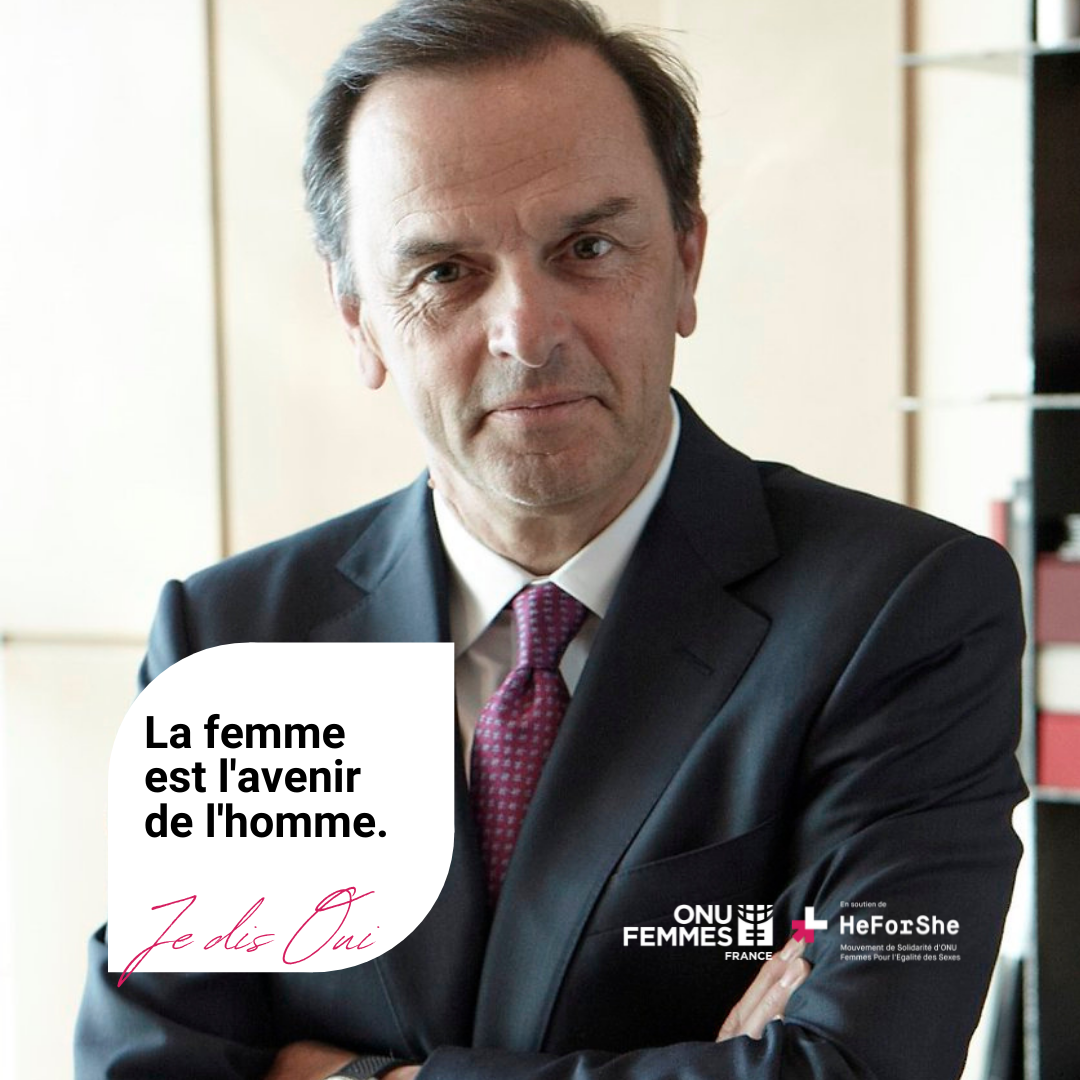 La femme
est l'avenir
de l'homme.
Je dis Oui
ONU
FEMMES
FRANCE
En soutien de
HeForShe
Mouvement de Solidarité d'ONU
Femmes Pour l'Egalité des Sexes